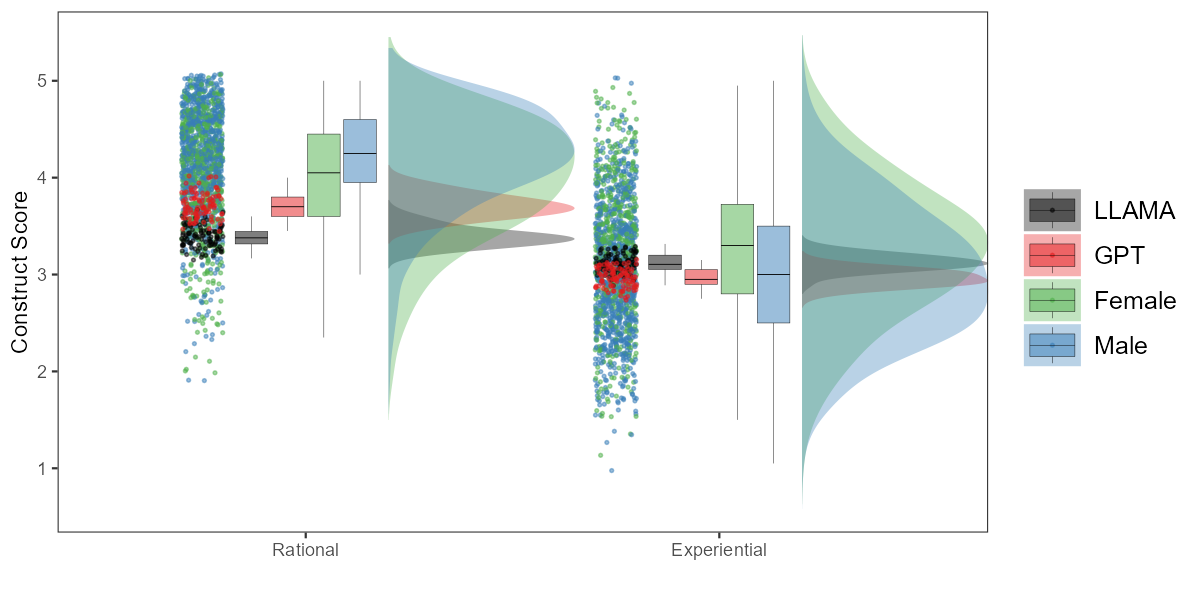 Construct Score
5
4
3
2
1
Rational
Experiential
LLAMA
GPT
Female
Male